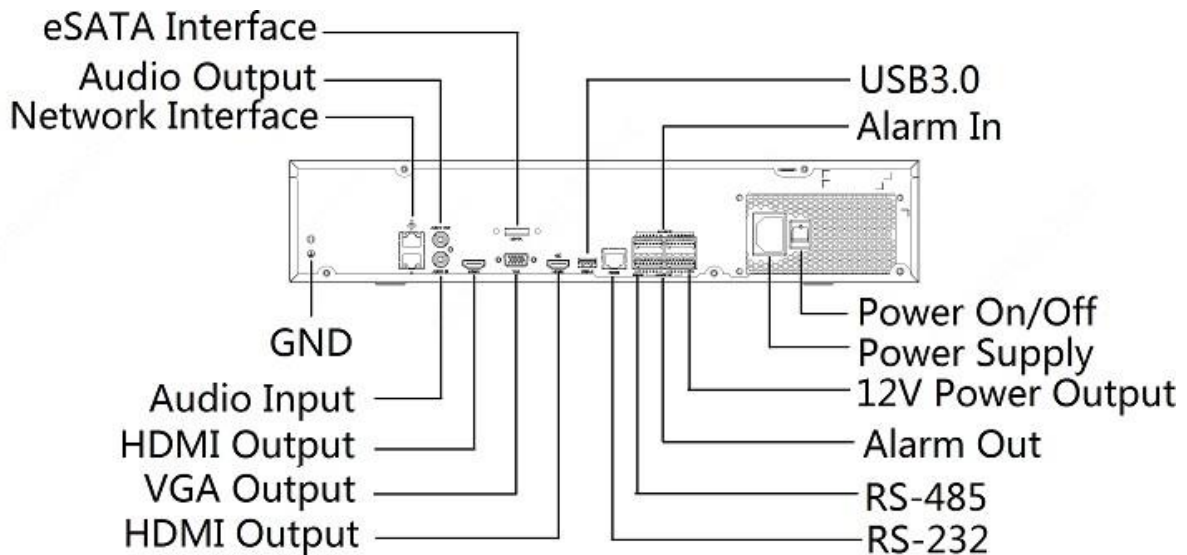 eSATA Interface
Audio Output
Network Interface
USB3.0
Alarm In
GND
Audio Input
HDMI Output
VGA Output
HDMI Output
Power On/Off
Power Supply
12V Power Output
Alarm Out
RS-485
RS-232